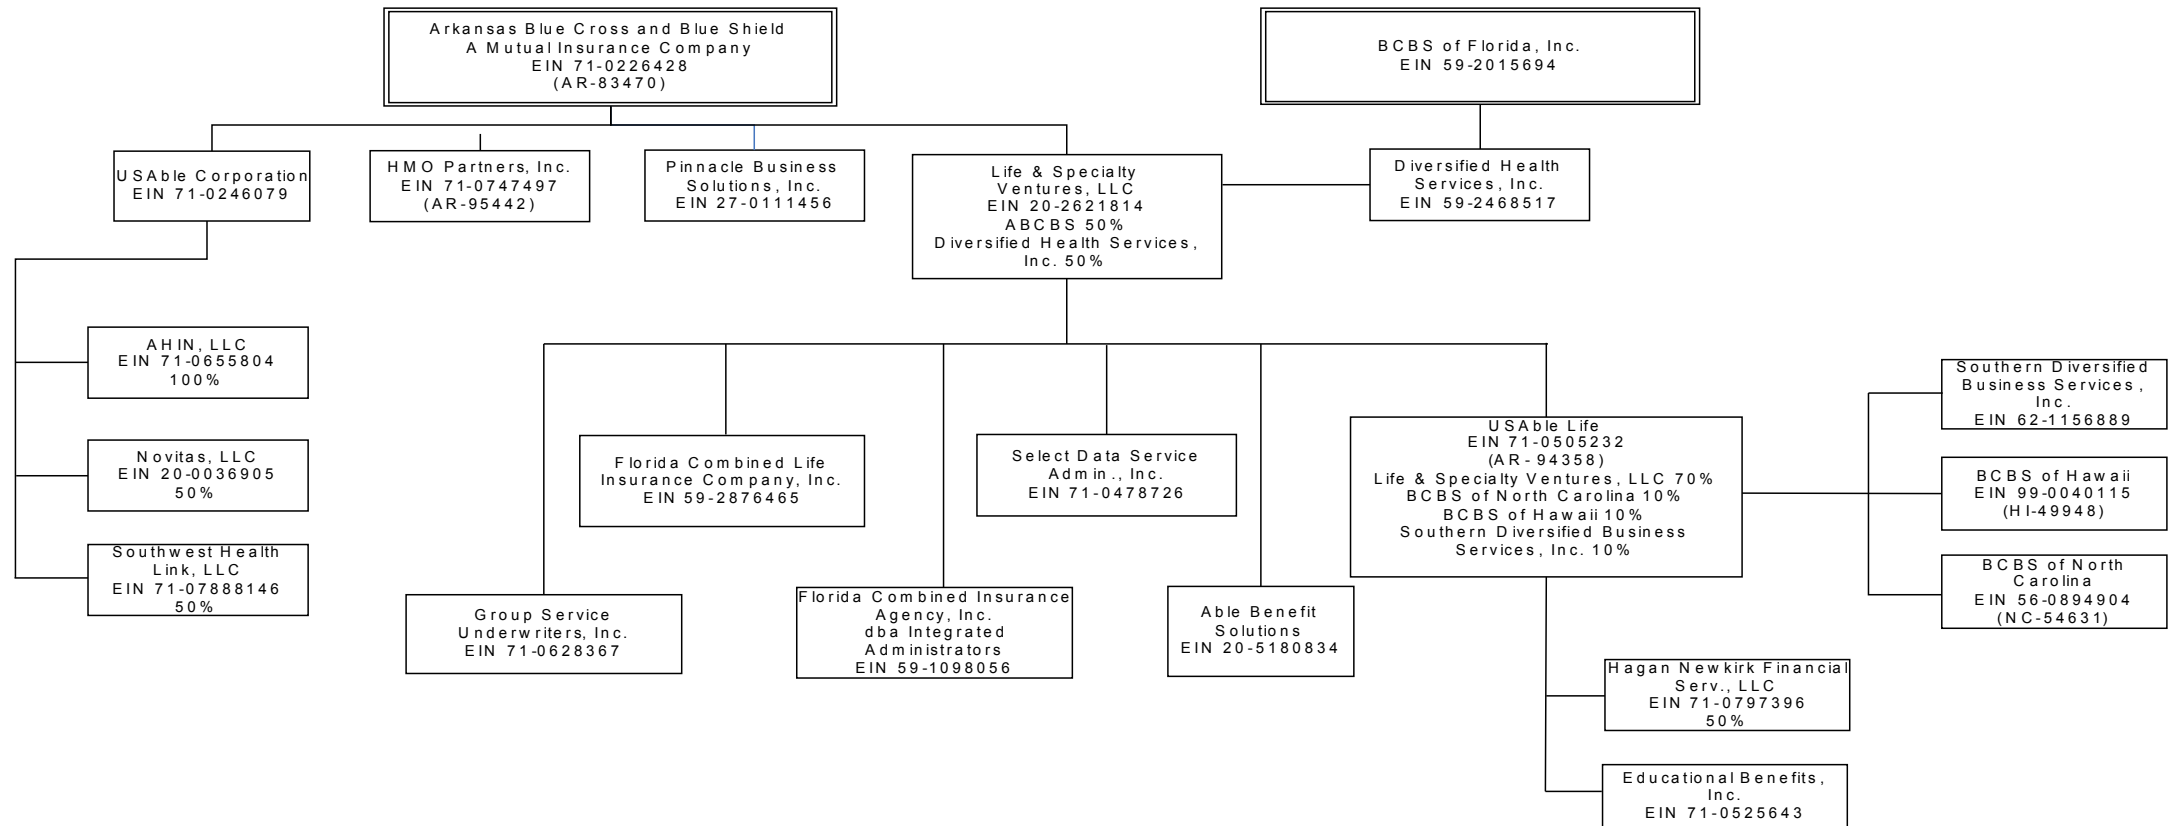 Arkansas Blue Cross and Blue Shield
A Mutual Insurance Company
EIN 71-0226428
(AR-83470)
BCBS of Florida, Inc.
EIN 59-2015694
USAble Corporation
EIN 71-0246079
HMO Partners, Inc.
EIN 71-0747497
(AR-95442)
Pinnacle Business
Solutions, Inc.
EIN 27-0111456
Life & Specialty
Ventures, LLC
EIN 20-2621814
ABCBS 50%
Diversified Health Services,
Inc. 50%
Diversified Health
Services, Inc.
EIN 59-2468517
AHIN, LLC
EIN 71-0655804
100%
Novitas, LLC
EIN 20-0036905
50%
Southwest Health
Link, LLC
EIN 71-07888146
50%
Group Service
Underwriters, Inc.
EIN 71-0628367
Florida Combined Life
Insurance Company, Inc.
EIN 59-2876465
Florida Combined Insurance
Agency, Inc.
dba Integrated
Administrators
EIN 59-1098056
Select Data Service
Admin., Inc.
EIN 71-0478726
Able Benefit
Solutions
EIN 20-5180834
USAble Life
EIN 71-0505232
(AR- 94358)
Life & Specialty Ventures, LLC 70%
BCBS of North Carolina 10%
BCBS of Hawaii 10%
Southern Diversified Business
Services, Inc. 10%
Southern Diversified
Business Services,
Inc.
EIN 62-1156889
BCBS of Hawaii
EIN 99-0040115
(HI-49948)
BCBS of North
Carolina
EIN 56-0894904
(NC-54631)
Hagan Newkirk Financial
Serv., LLC
EIN 71-0797396
50%
Educational Benefits,
Inc.
EIN 71-0525643